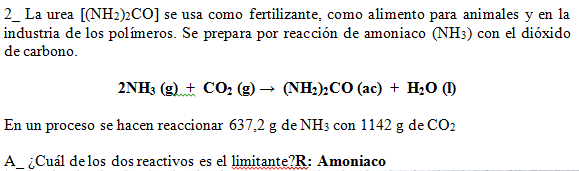 2_ La urea [(NH2)2CO] se usa como fertilizante, como alimento para animales y en la
industria de los polímeros. Se prepara por reacción de amoniaco (NH3) con el dióxido
de carbono.
2NH3 (g) + CO2 (g) → (NH2)2CO (ac) + H2O (l)
En un proceso se hacen reaccionar 637,2 g de NH3 con 1142 g de CO2
A_ ¿Cuál de los dos reactivos es el limitante?R: Amoniaco